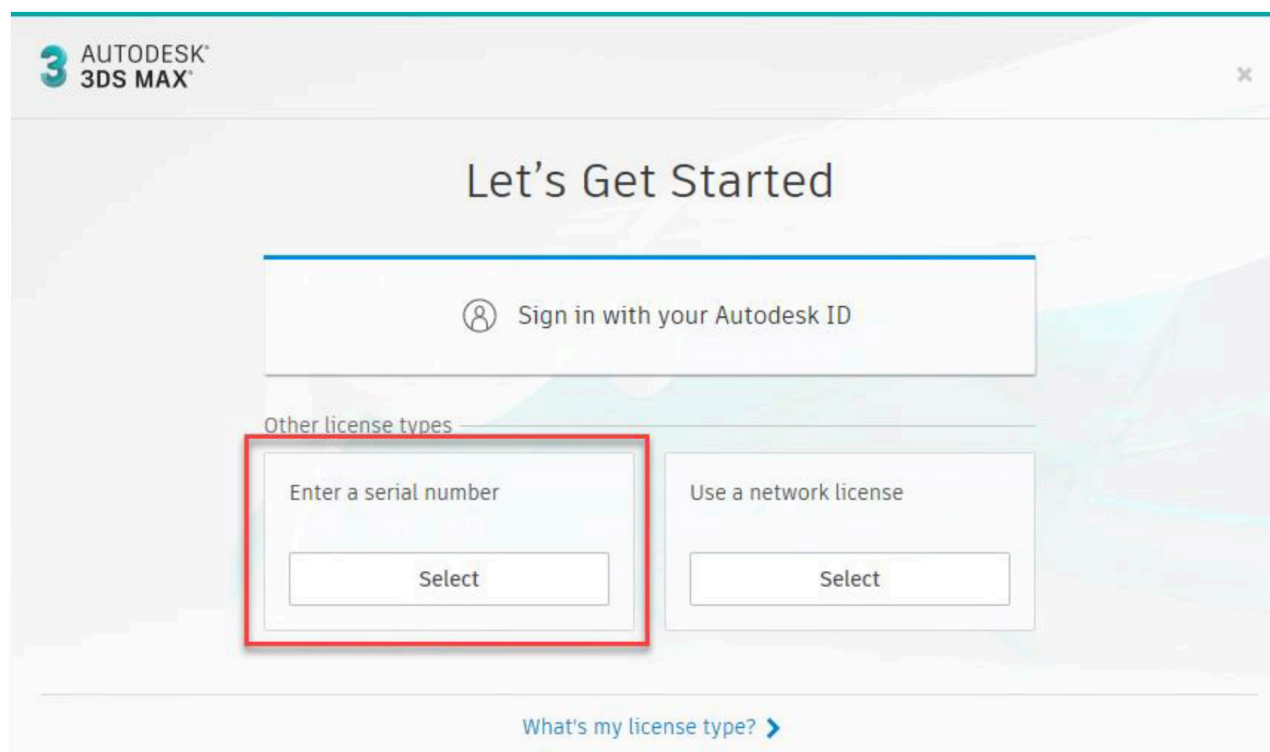 AUTODESK®
3DS MAX®
Let's Get Started
Sign in with your Autodesk ID
Other license types
Enter a serial number
Use a network license
Select
Select
What's my license type?